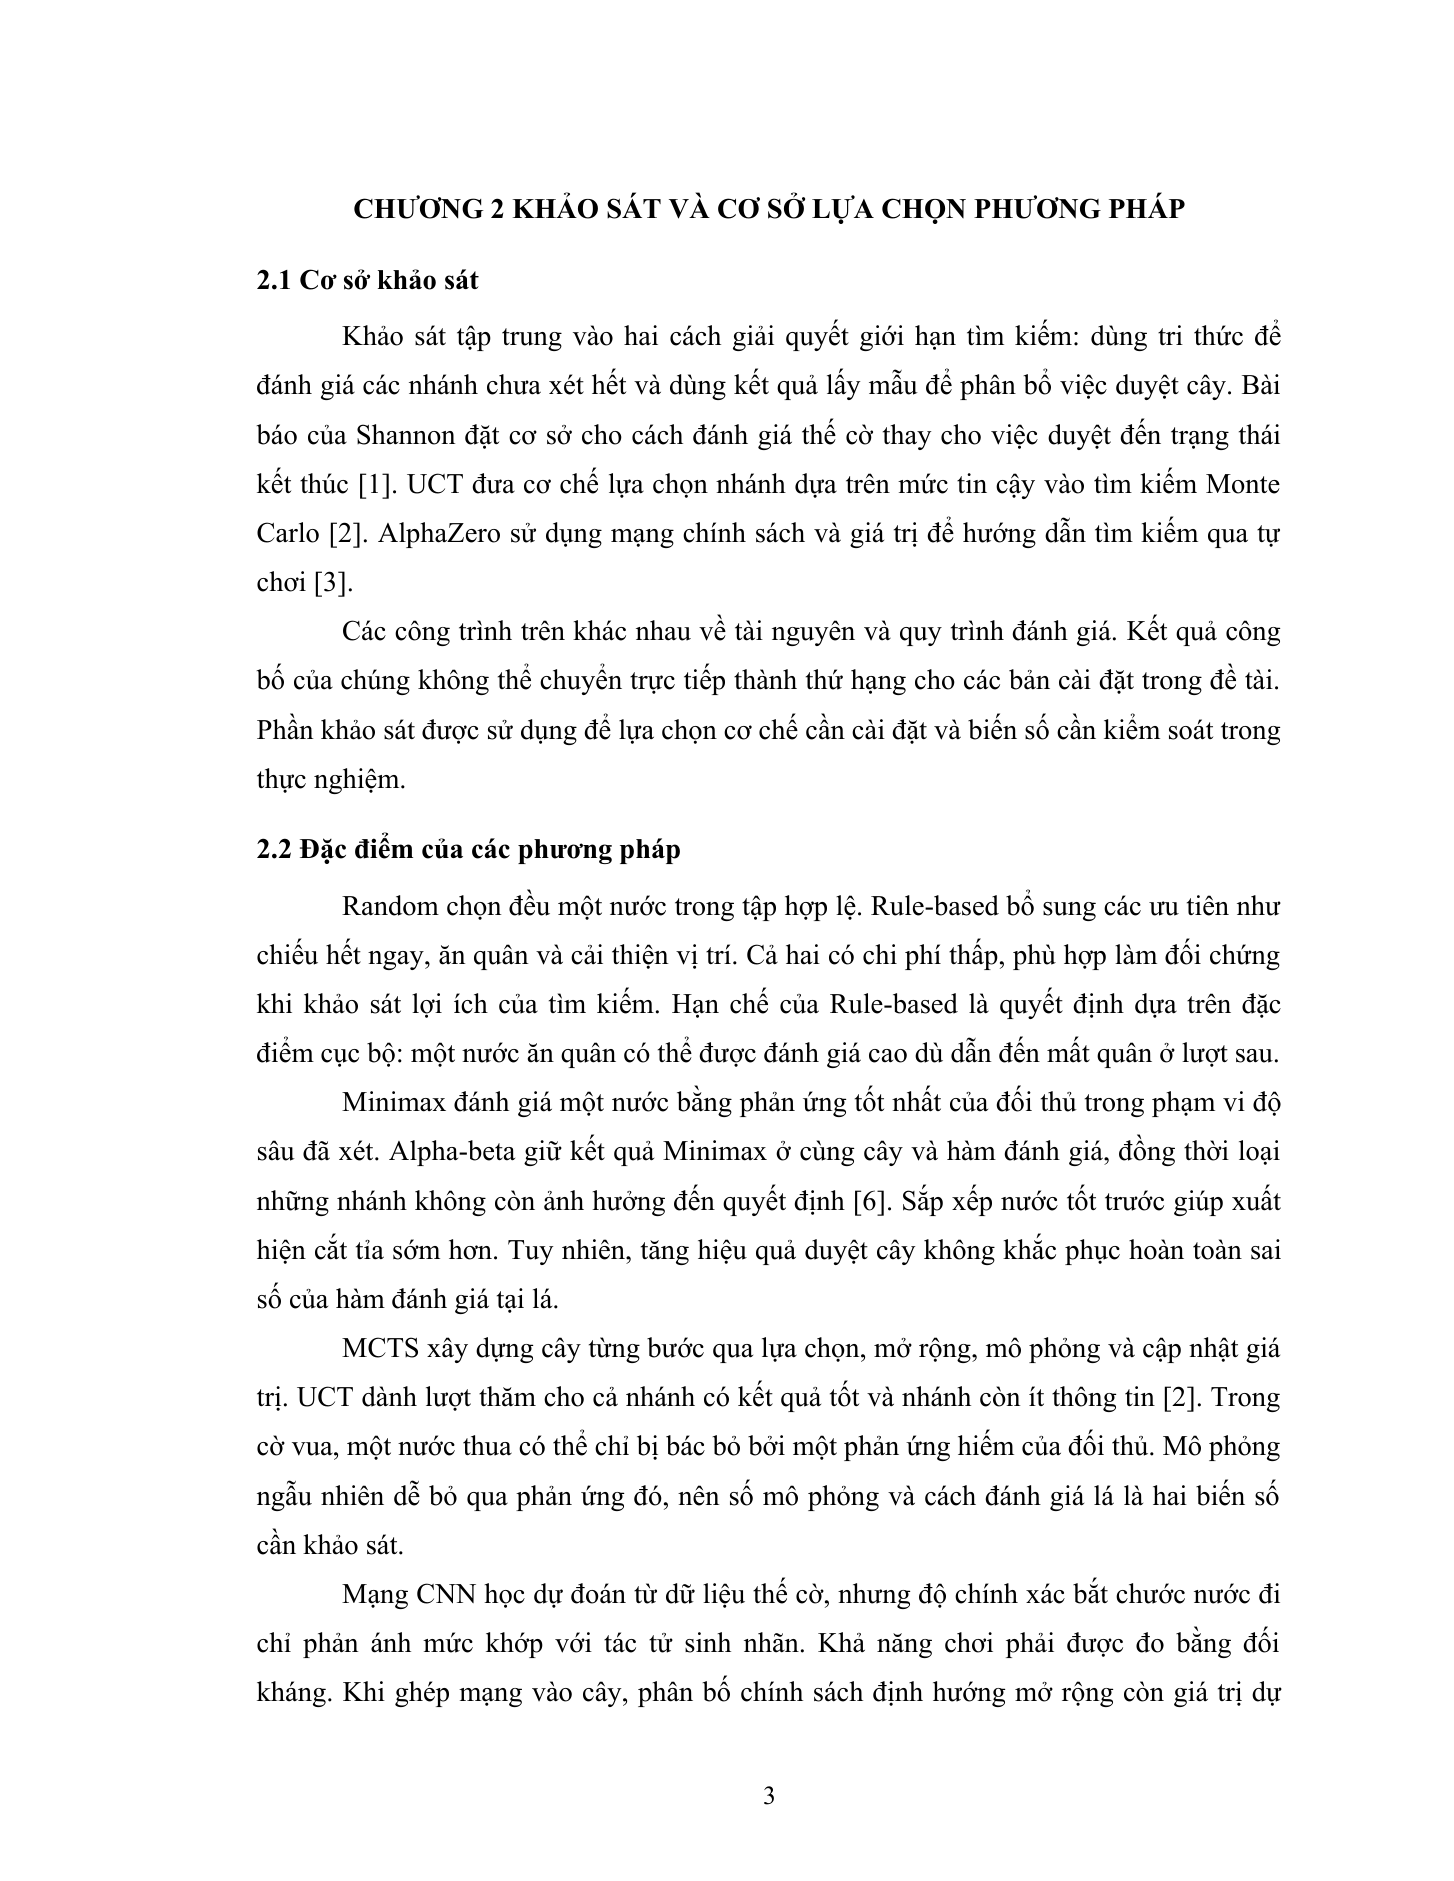 CHƯƠNG 2 KHẢO SÁT VÀ CƠ SỞ LỰA CHỌN PHƯƠNG PHÁP
2.1 Cơ sở khảo sát
Khảo sát tập trung vào hai cách giải quyết giới hạn tìm kiếm: dùng tri thức để
đánh giá các nhánh chưa xét hết và dùng kết quả lấy mẫu để phân bổ việc duyệt cây. Bài
báo của Shannon đặt cơ sở cho cách đánh giá thế cờ thay cho việc duyệt đến trạng thái
kết thúc [1]. UCT đưa cơ chế lựa chọn nhánh dựa trên mức tin cậy vào tìm kiếm Monte
Carlo [2]. AlphaZero sử dụng mạng chính sách và giá trị để hướng dẫn tìm kiếm qua tự
chơi [3].
Các công trình trên khác nhau về tài nguyên và quy trình đánh giá. Kết quả công
bố của chúng không thể chuyển trực tiếp thành thứ hạng cho các bản cài đặt trong đề tài.
Phần khảo sát được sử dụng để lựa chọn cơ chế cần cài đặt và biến số cần kiểm soát trong
thực nghiệm.
2.2 Đặc điểm của các phương pháp
Random chọn đều một nước trong tập hợp lệ. Rule-based bổ sung các ưu tiên như
chiếu hết ngay, ăn quân và cải thiện vị trí. Cả hai có chi phí thấp, phù hợp làm đối chứng
khi khảo sát lợi ích của tìm kiếm. Hạn chế của Rule-based là quyết định dựa trên đặc
điểm cục bộ: một nước ăn quân có thể được đánh giá cao dù dẫn đến mất quân ở lượt sau.
Minimax đánh giá một nước bằng phản ứng tốt nhất của đối thủ trong phạm vi độ
sâu đã xét. Alpha-beta giữ kết quả Minimax ở cùng cây và hàm đánh giá, đồng thời loại
những nhánh không còn ảnh hưởng đến quyết định [6]. Sắp xếp nước tốt trước giúp xuất
hiện cắt tỉa sớm hơn. Tuy nhiên, tăng hiệu quả duyệt cây không khắc phục hoàn toàn sai
số của hàm đánh giá tại lá.
MCTS xây dựng cây từng bước qua lựa chọn, mở rộng, mô phỏng và cập nhật giá
trị. UCT dành lượt thăm cho cả nhánh có kết quả tốt và nhánh còn ít thông tin [2]. Trong
cờ vua, một nước thua có thể chỉ bị bác bỏ bởi một phản ứng hiếm của đối thủ. Mô phỏng
ngẫu nhiên dễ bỏ qua phản ứng đó, nên số mô phỏng và cách đánh giá lá là hai biến số
cần khảo sát.
Mạng CNN học dự đoán từ dữ liệu thế cờ, nhưng độ chính xác bắt chước nước đi
chỉ phản ánh mức khớp với tác tử sinh nhãn. Khả năng chơi phải được đo bằng đối
kháng. Khi ghép mạng vào cây, phân bố chính sách định hướng mở rộng còn giá trị dự
3